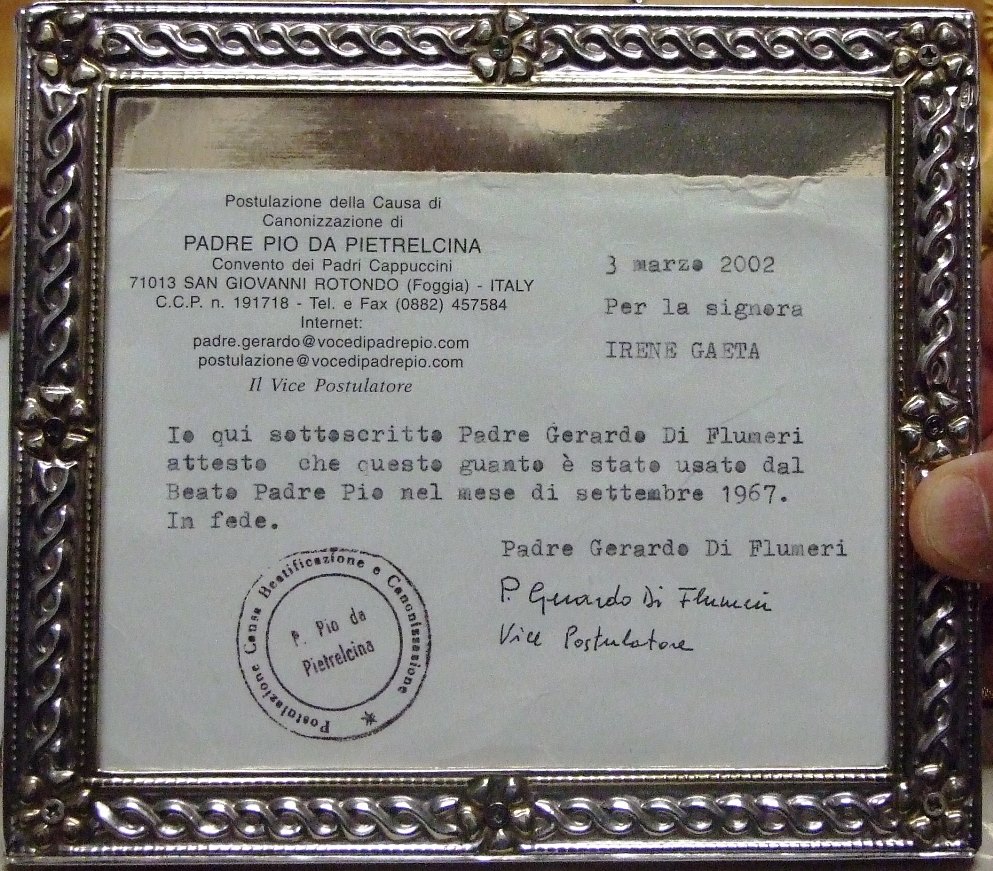 Postulazione della Causa di
Canonizzazione di
PADRE PIO DA PIETRELCINA
Convento dei Padri Cappuccini
71013 SAN GIOVANNI ROTONDO (Foggia) - ITALY
C.C.P. n. 191718 - Tel. e Fax (0882) 457584
Internet:
padre.gerardo@vocedipadrepio.com
postulazione@vocedipadrepio.com
Il Vice Postulatore
3 marzo 2002
Per la signora
IRENE GAETA
Io qui sottoscritto Padre Gerardo Di Flumeri
attesto che questo guanto è stato usato dal
Beato Padre Pio nel mese di settembre 1967.
In fede.
Padre Gerardo Di Flumeri
P. Gerardo Di Flumeri
Vice Postulatore
Postulazione Causa Beatificazione e Canonizzazione
P. Pio da
Pietrelcina